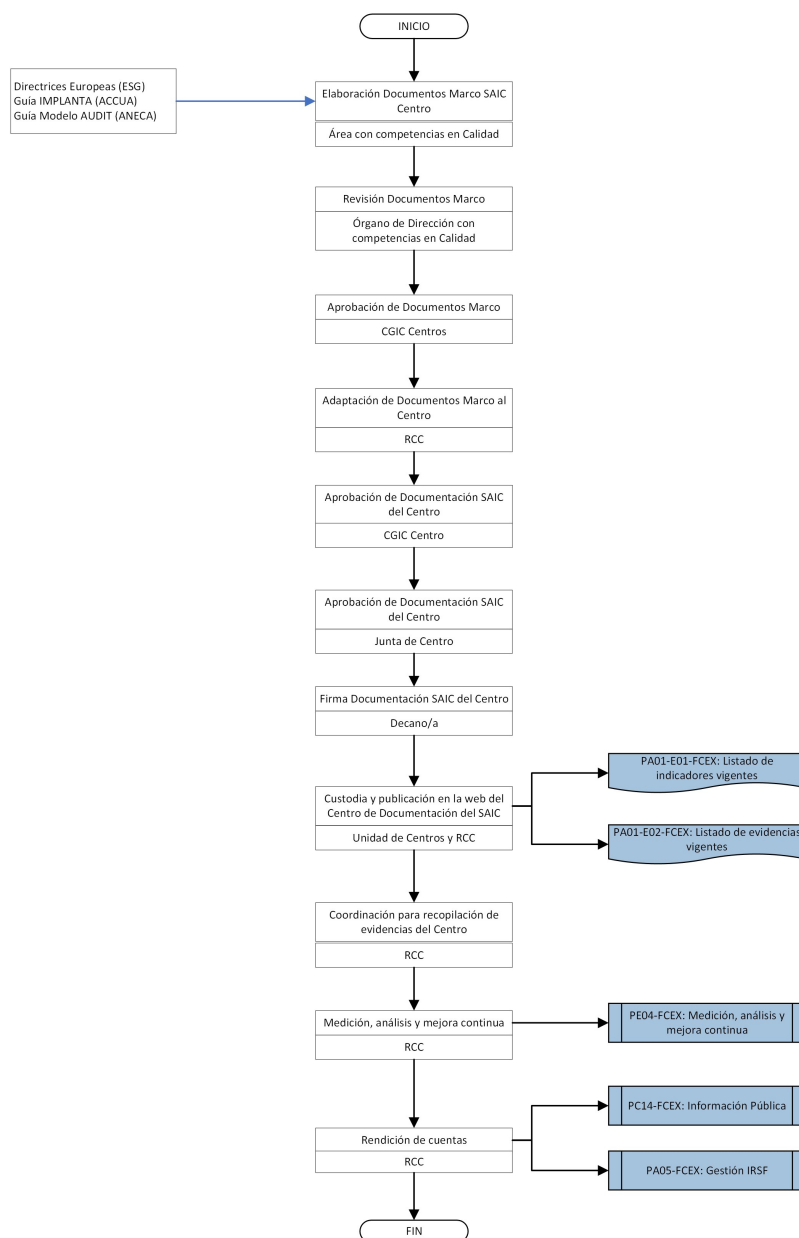 INICIO
Directrices Europeas (ESG)
Guía IMPLANTA (ACCUA)
Guía Modelo AUDIT (ANECA)
Elaboración Documentos Marco SAIC
Centro
Área con competencias en Calidad
Revisión Documentos Marco
Órgano de Dirección con
competencias en Calidad
Aprobación de Documentos Marco
CGIC Centros
Adaptación de Documentos Marco al
Centro
RCC
Aprobación de Documentación SAIC
del Centro
CGIC Centro
Aprobación de Documentación SAIC
del Centro
Junta de Centro
Firma Documentación SAIC del Centro
Decano/a
Custodia y publicación en la web del
Centro de Documentación del SAIC
Unidad de Centros y RCC
PA01-E01-FCEX: Listado de
indicadores vigentes
PA01-E02-FCEX: Listado de evidencias
vigentes
Coordinación para recopilación de
evidencias del Centro
RCC
Medición, análisis y mejora continua
RCC
PE04-FCEX: Medición, análisis y
mejora continua
Rendición de cuentas
RCC
PC14-FCEX: Información Pública
PA05-FCEX: Gestión IRSF
FIN